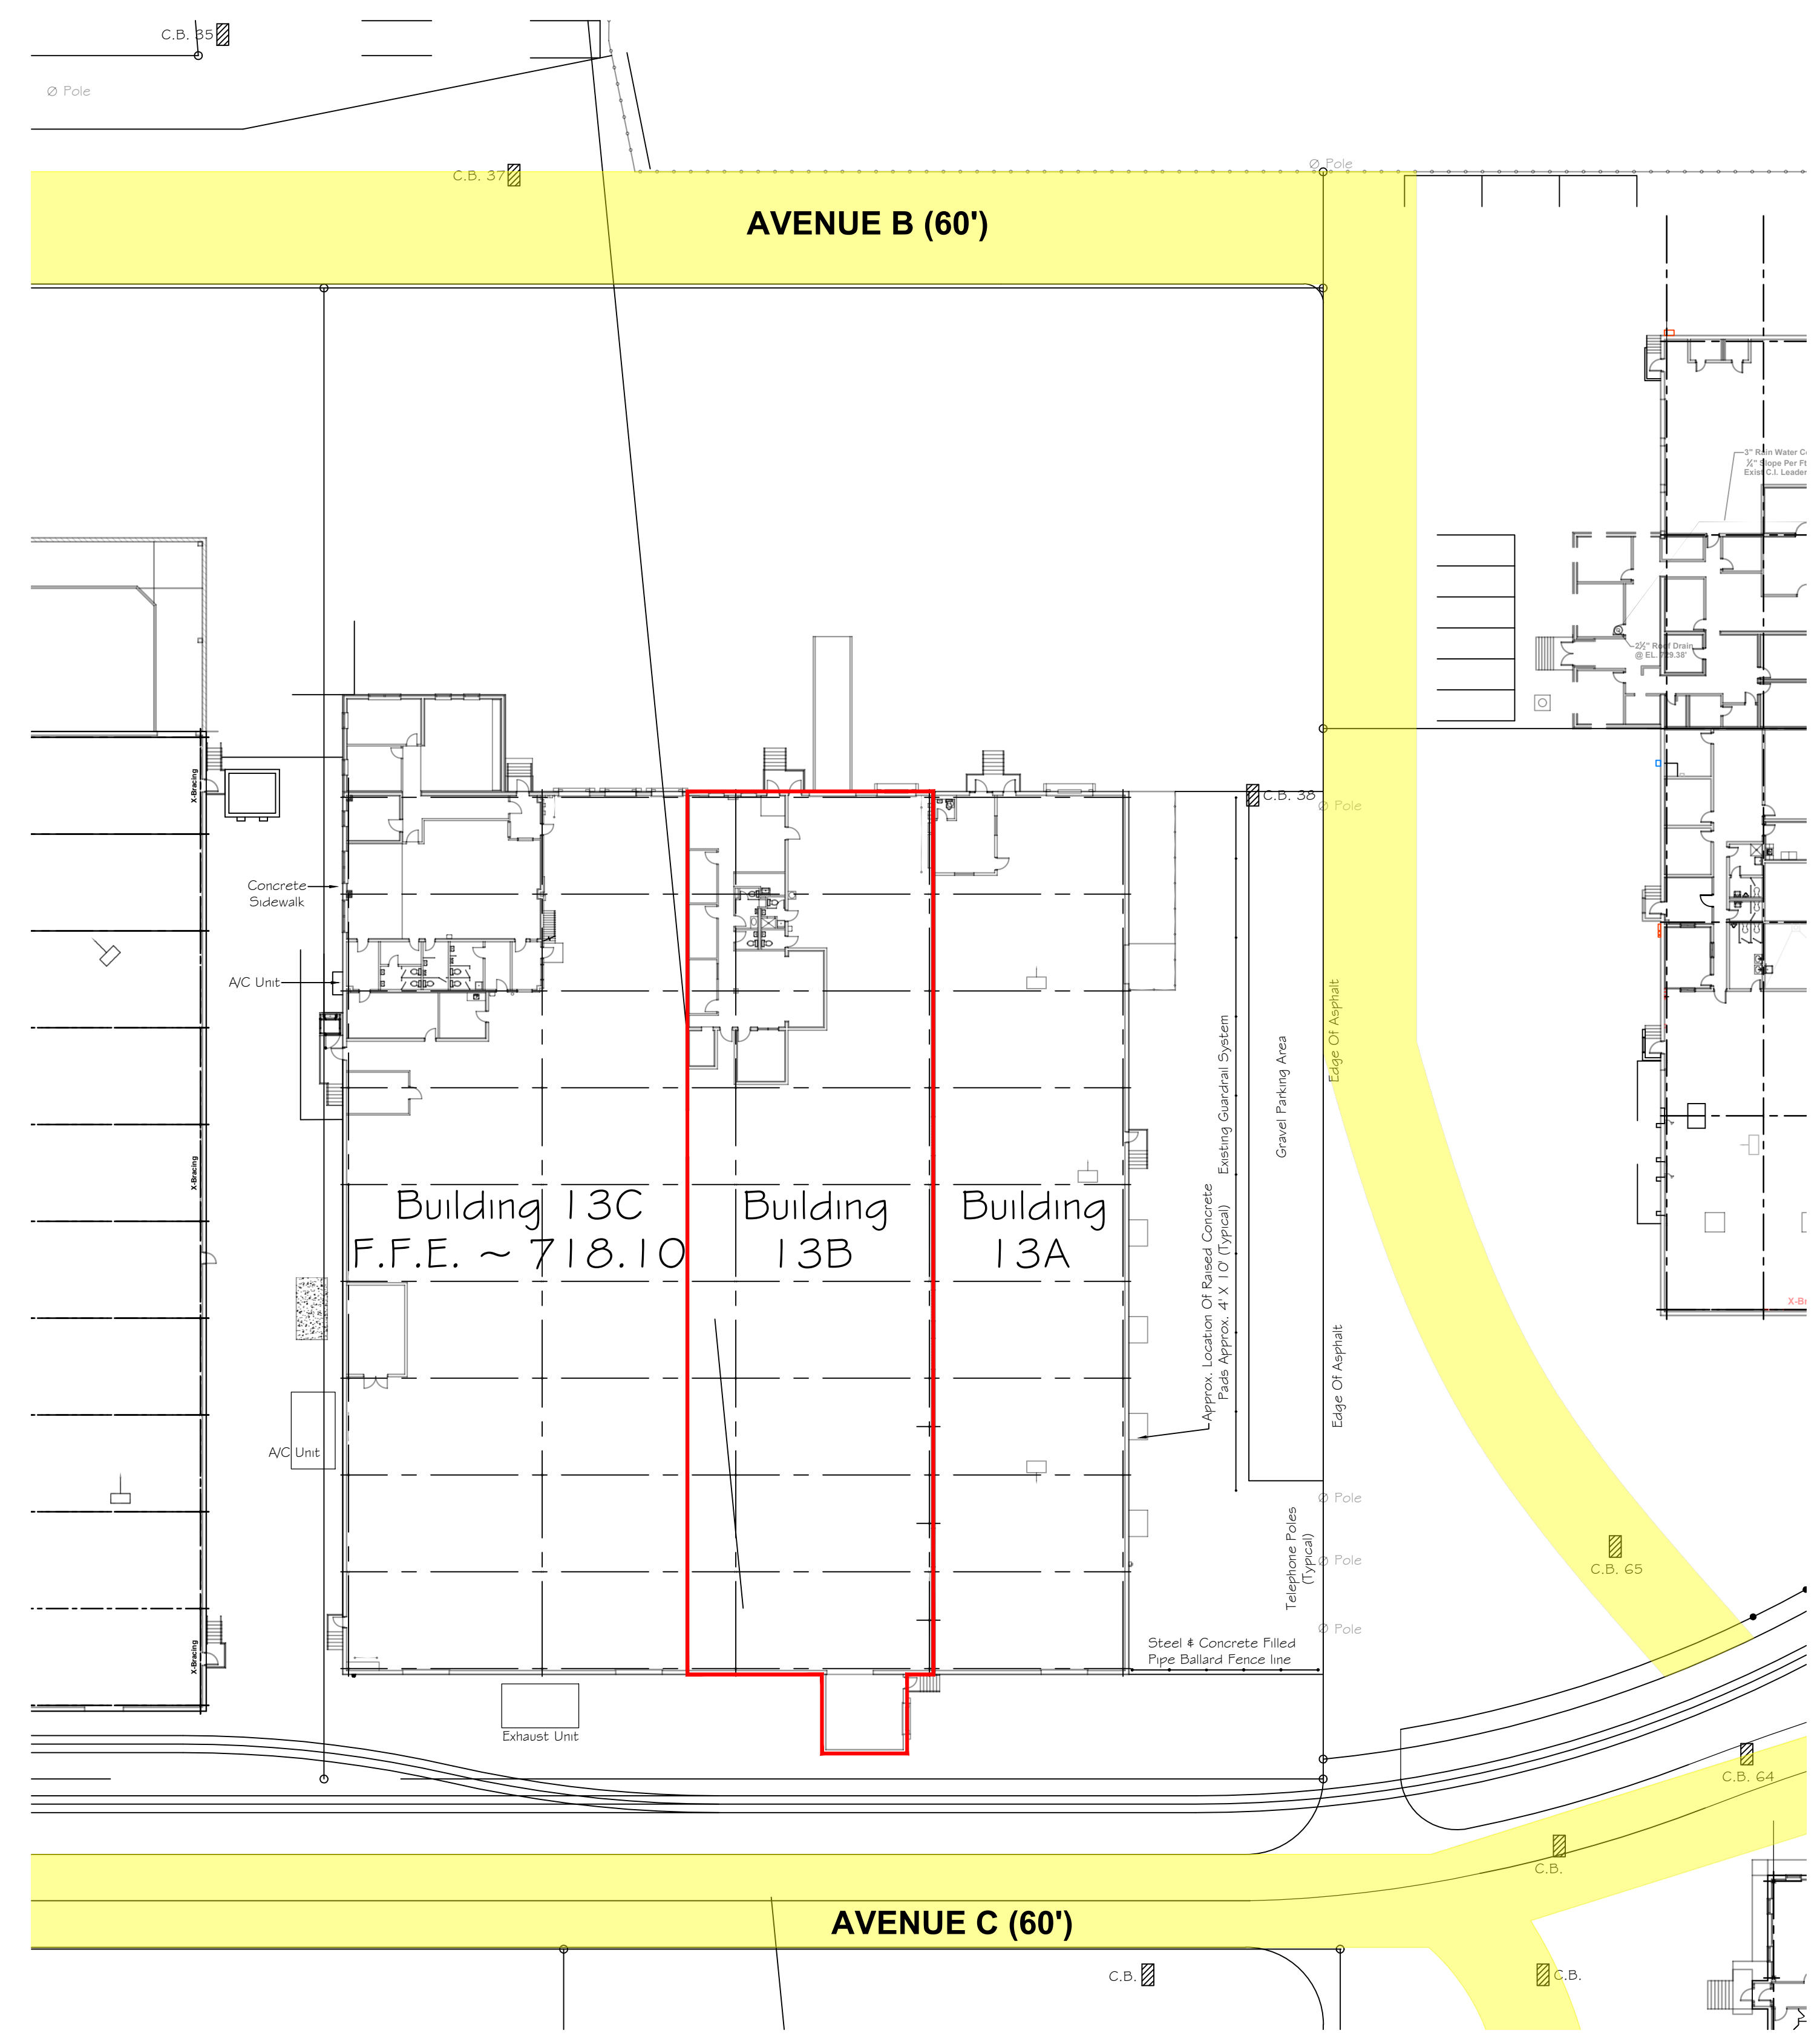 C.B. 35
Ø Pole
C.B. 37
Ø Pole
AVENUE B (60')
3" Rain Water
½" Slope Per Ft
Exist C.I. Leader
2½" Roof Drain
X-Bracing
C.B. 38
Ø Pole
Concrete
Sidewalk
A/C Unit
Edge Of Asphalt
Existing Guardrail System
Gravel Parking Area
X-Bracing
Building 13C
F.F.E. ~ 718.10
Building
13B
Building
13A
Approx. Location Of Raised Concrete
Pads Approx. 4' X 10' (Typical)
Edge Of Asphalt
A/C Unit
Ø Pole
Telephone Poles
(Typical)
Ø Pole
C.B. 65
Ø Pole
X-Bracing
Steel & Concrete Filled
Pipe Ballard Fence line
Exhaust Unit
C.B. 64
C.B.
AVENUE C (60')
C.B.
C.B.